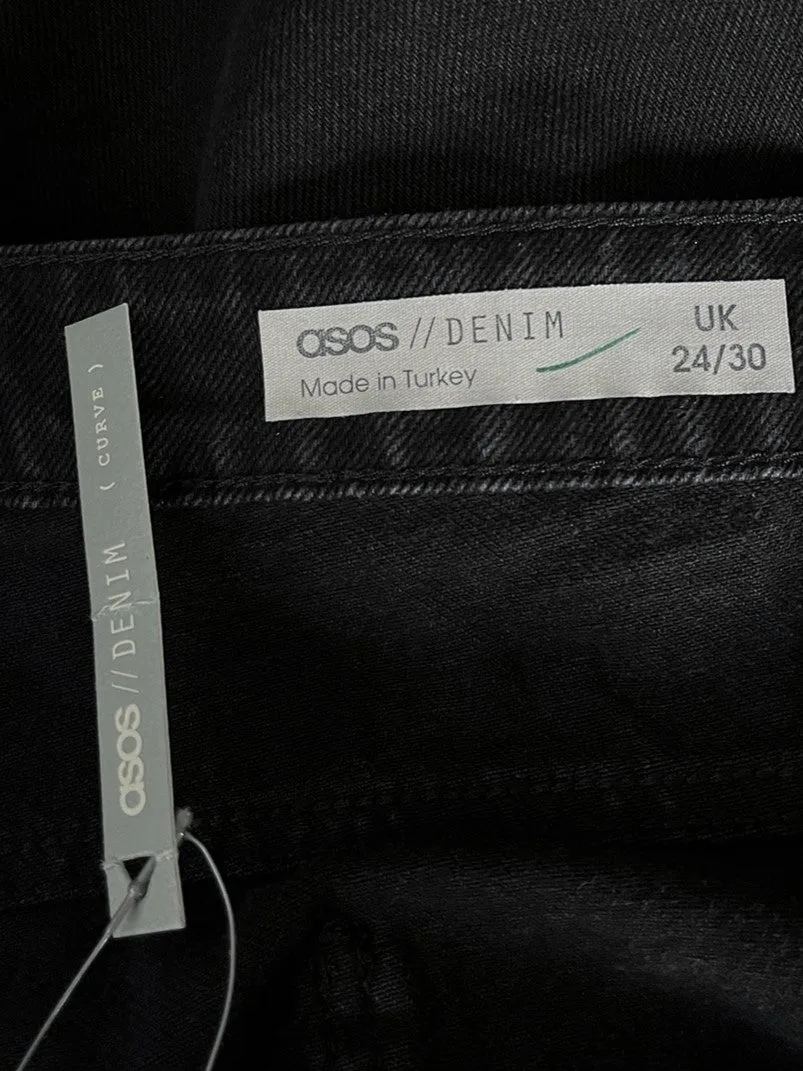 asos // DENIM
Made in Turkey
UK
24/30
asos // DENIM ( CURVE )